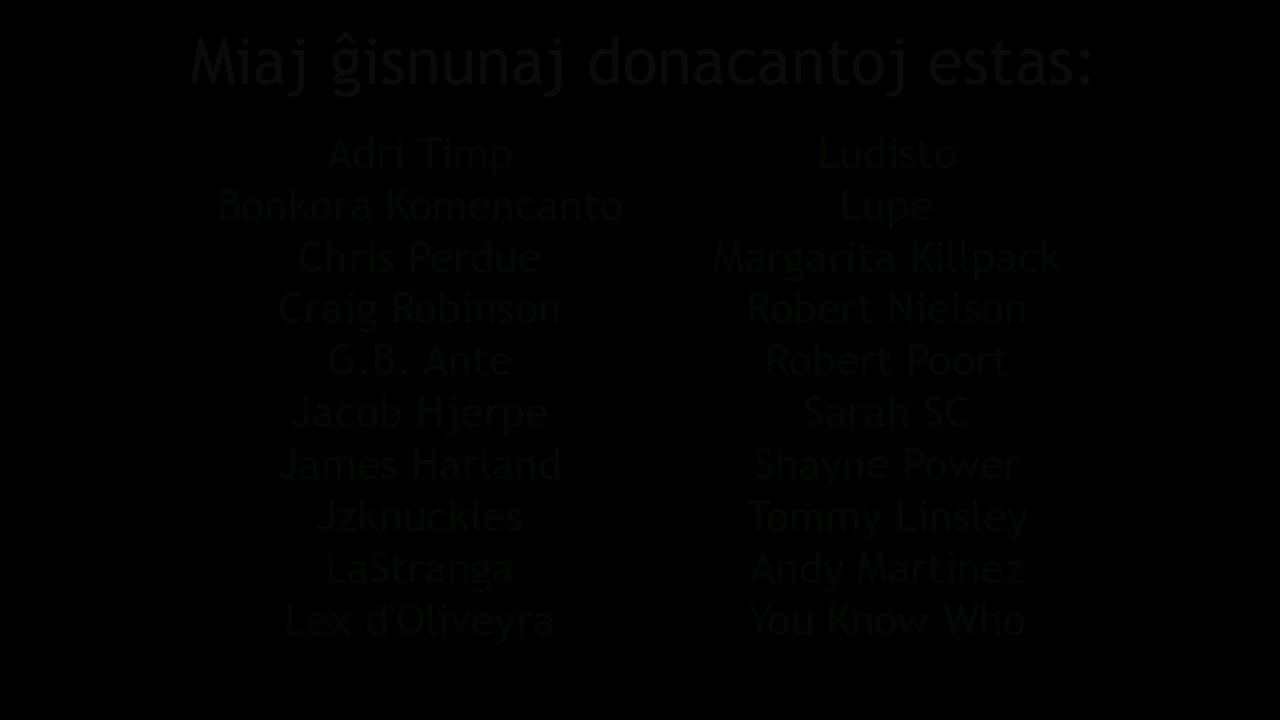 Miaj ĝisnunaj donacantoj estas:
Adri Timp
Bonkora Komencanto
Chris Perdue
Craig Robinson
G.B. Ante
Jacob Hjerpe
James Harland
Jzknuckles
LaStranga
Lex d'Oliveyra
Ludisto
Lupe
Margarita Killpack
Robert Nielson
Robert Poort
Sarah SC
Shayne Power
Tommy Linsley
Andy Martinez
You Know Who